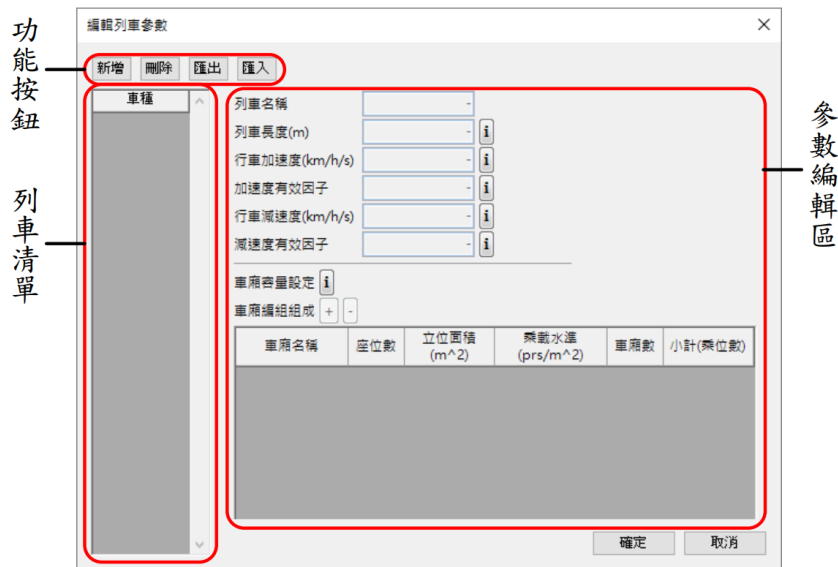 編輯列車參數
功能按鈕
新增 刪除 匯出 匯入
列車清單
車種
列車名稱 -
列車長度(m) - i
行車加速度(km/h/s) - i
加速度有效因子 - i
行車減速度(km/h/s) - i
減速度有效因子 - i
車廂容量設定 i
車廂編組組成 + -
車廂名稱 座位數 立位面積 (m^2) 乘載水準 (prs/m^2) 車廂數 小計(乘位數)
參數編輯區
確定 取消